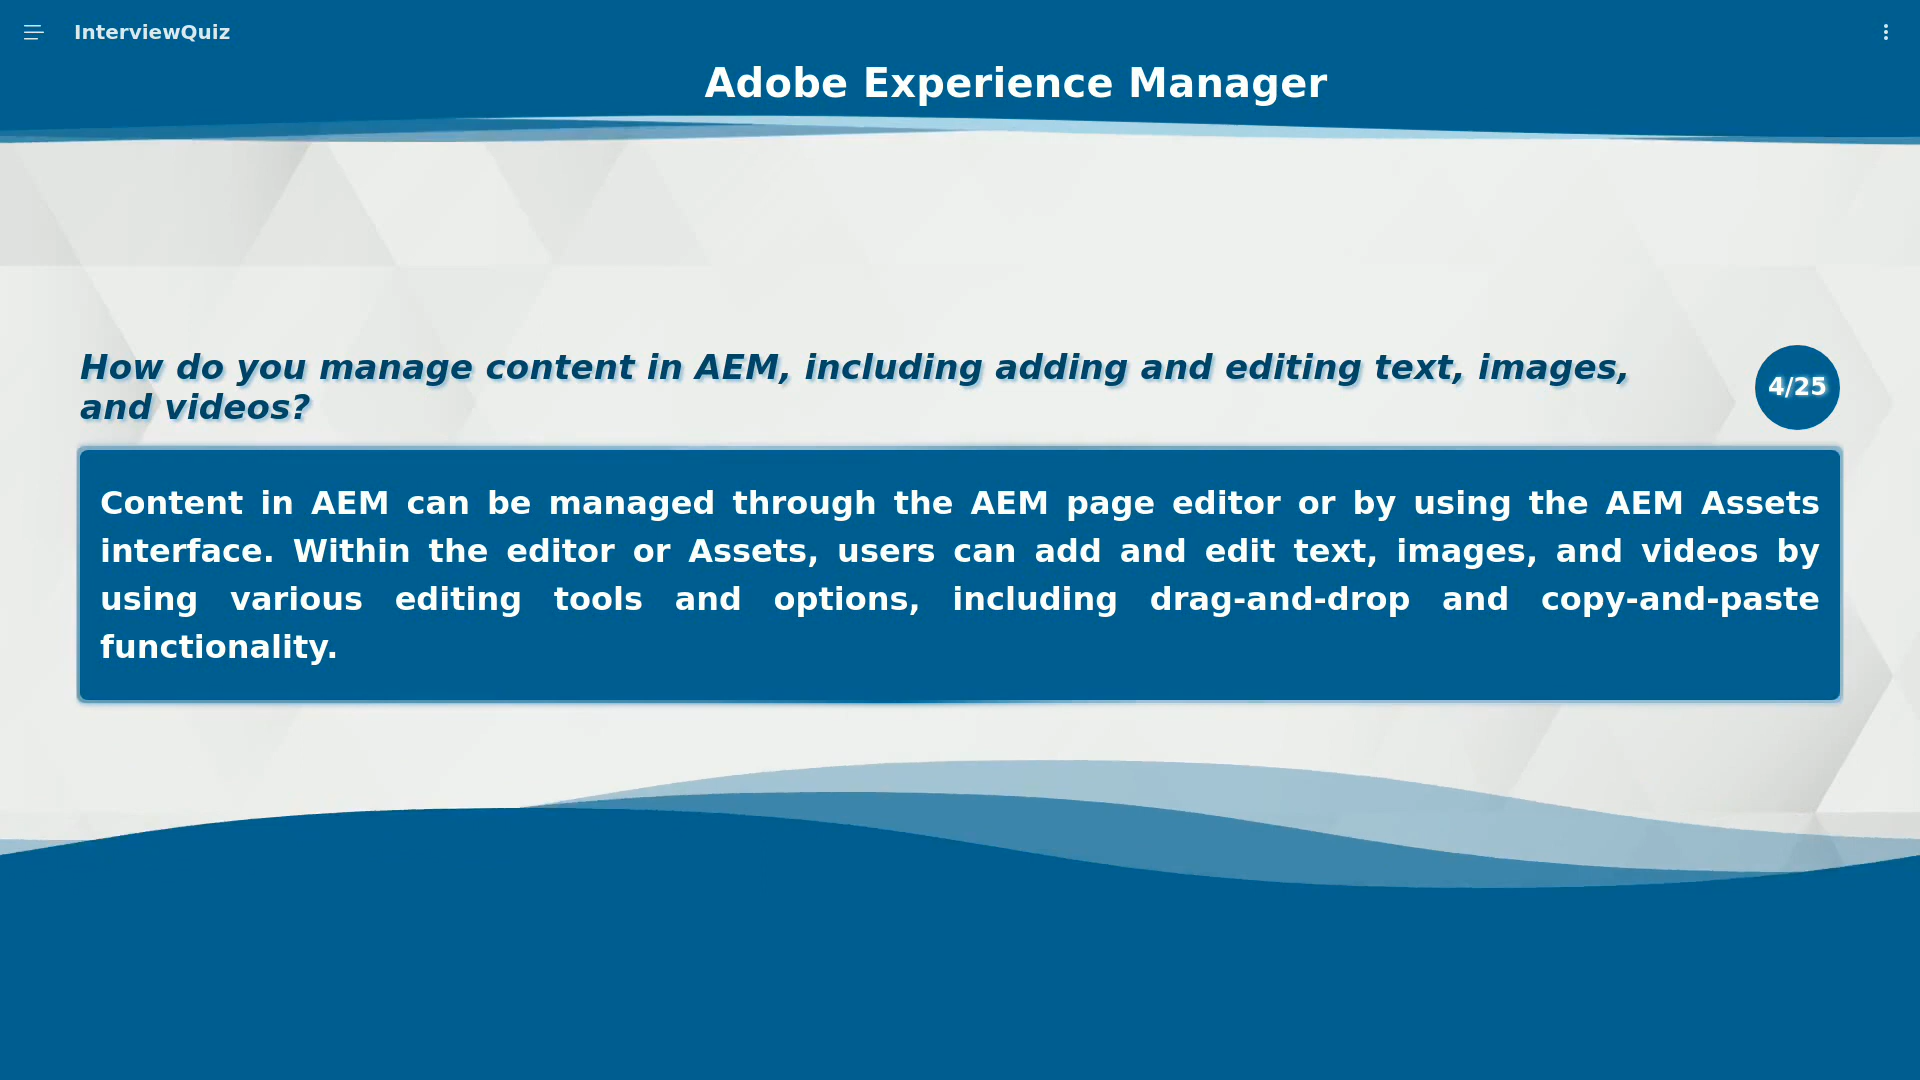 InterviewQuiz
Adobe Experience Manager
How do you manage content in AEM, including adding and editing text, images,
and videos?
4/25
Content in AEM can be managed through the AEM page editor or by using the AEM Assets
interface. Within the editor or Assets, users can add and edit text, images, and videos by
using various editing tools and options, including drag-and-drop and copy-and-paste
functionality.